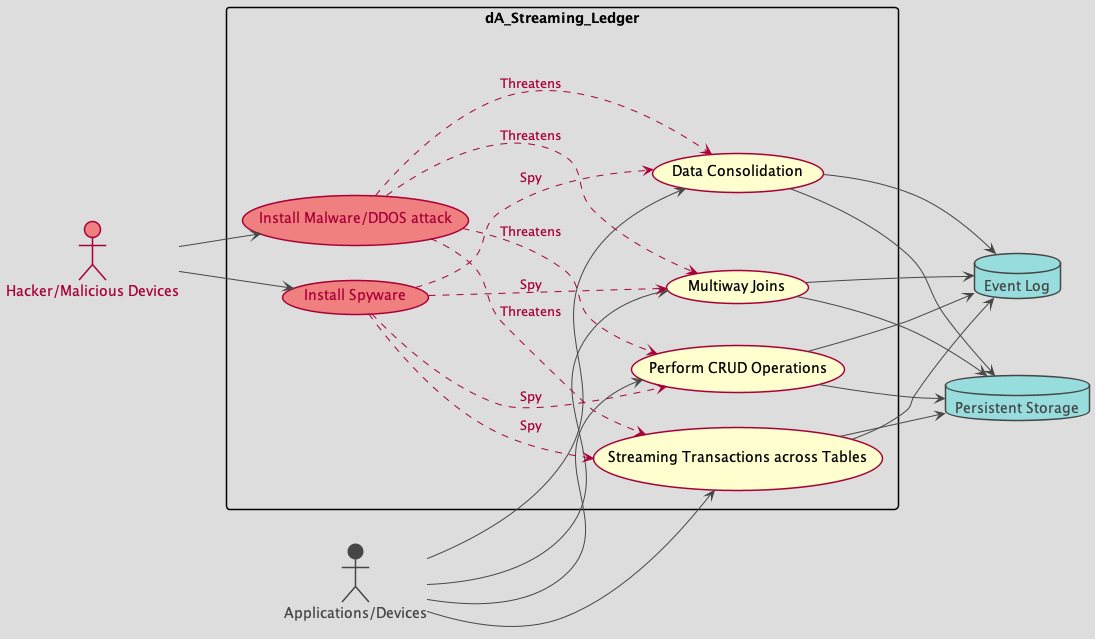 dA_Streaming_Ledger
Threatens
Threatens
Data Consolidation
Spy
Install Malware/DDOS attack
Threatens
Hacker/Malicious Devices
Install Spyware
Spy
Multiway Joins
Event Log
Threatens
Perform CRUD Operations
Spy
Persistent Storage
Spy
Streaming Transactions across Tables
Applications/Devices